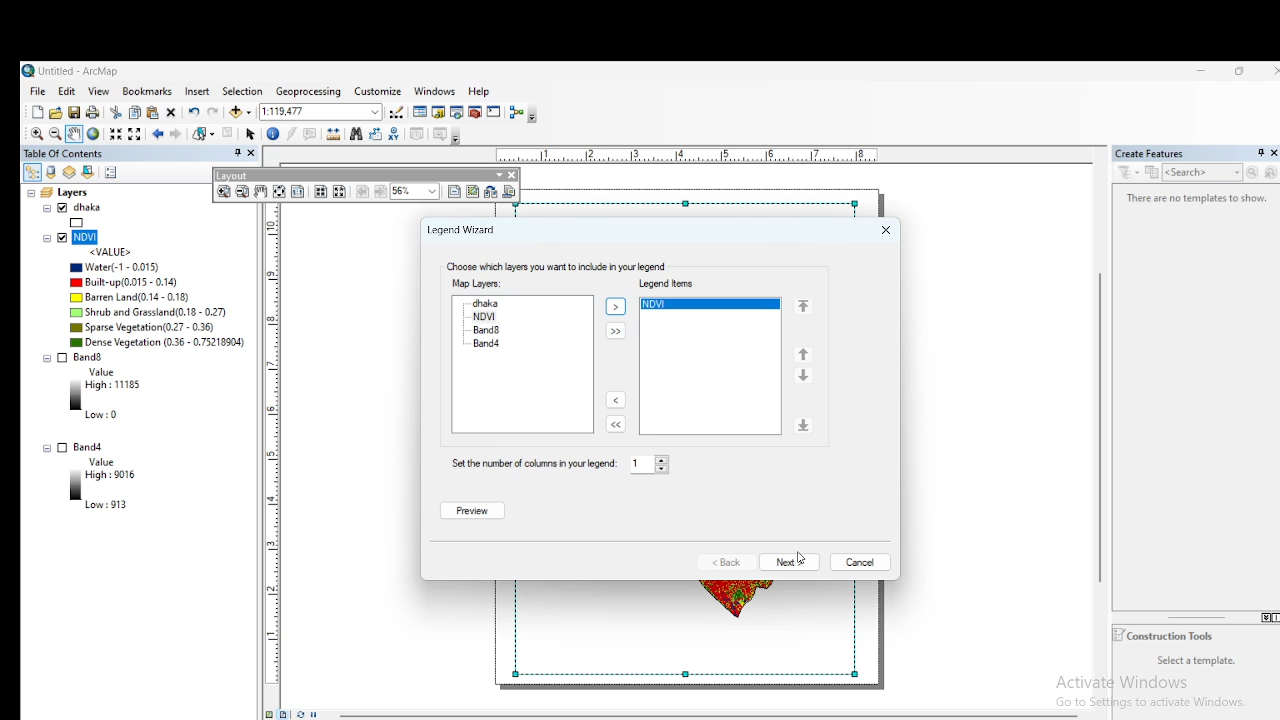 Untitled - ArcMap
File Edit View Bookmarks Insert Selection Geoprocessing Customize Windows Help
1:119,477
Table Of Contents
Layers
dhaka
NDVI
<VALUE>
Water(-1 - 0.015)
Built-up(0.015 - 0.14)
Barren Land(0.14 - 0.18)
Shrub and Grassland(0.18 - 0.27)
Sparse Vegetation(0.27 - 0.36)
Dense Vegetation (0.36 - 0.75218904)
Band8
Value
High : 11185
Low : 0
Band4
Value
High : 9016
Low : 913
Layout
56%
Legend Wizard
Choose which layers you want to include in your legend
Map Layers:
Legend Items
dhaka
NDVI
Band8
Band4
>
>>
<
<<
NDVI
Set the number of columns in your legend: 1
Preview
< Back Next > Cancel
Create Features
<Search>
There are no templates to show.
Construction Tools
Select a template.
Activate Windows
Go to Settings to activate Windows.